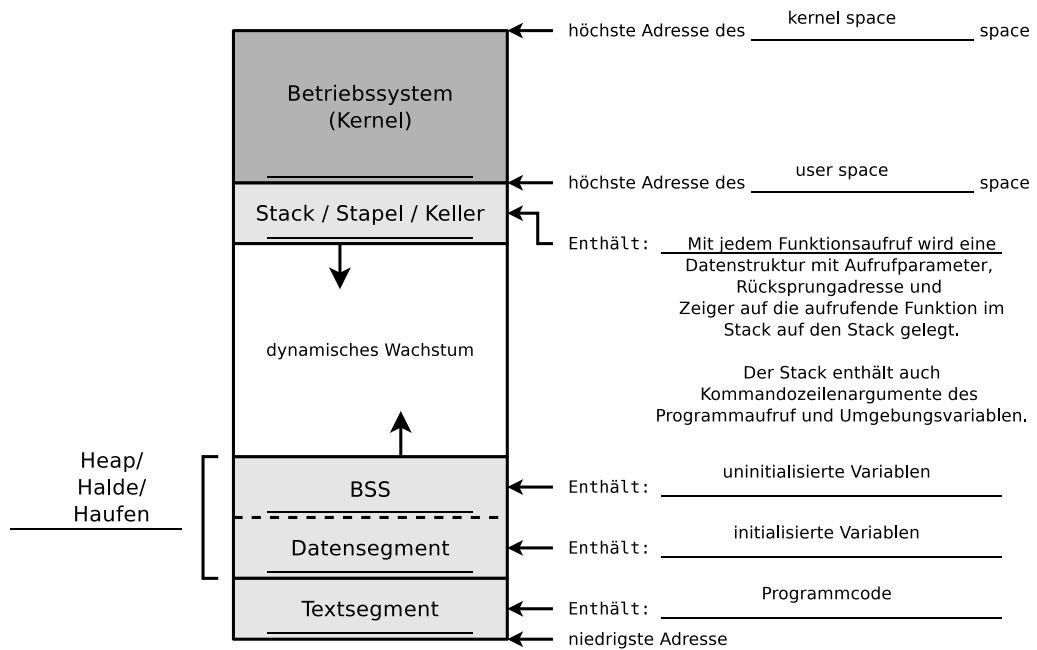 kernel space
höchste Adresse des space
Betriebssystem
(Kernel)
user space
höchste Adresse des space
Stack / Stapel / Keller
Enthält: Mit jedem Funktionsaufruf wird eine
Datenstruktur mit Aufrufparameter,
Rücksprungadresse und
Zeiger auf die aufrufende Funktion im
Stack auf den Stack gelegt.
dynamisches Wachstum
Der Stack enthält auch
Kommandozeilenargumente des
Programmaufruf und Umgebungsvariablen.
Heap/
Halde/
Haufen
BSS
uninitialisierte Variablen
Enthält:
Datensegment
initialisierte Variablen
Enthält:
Textsegment
Programmcode
Enthält:
niedrigste Adresse